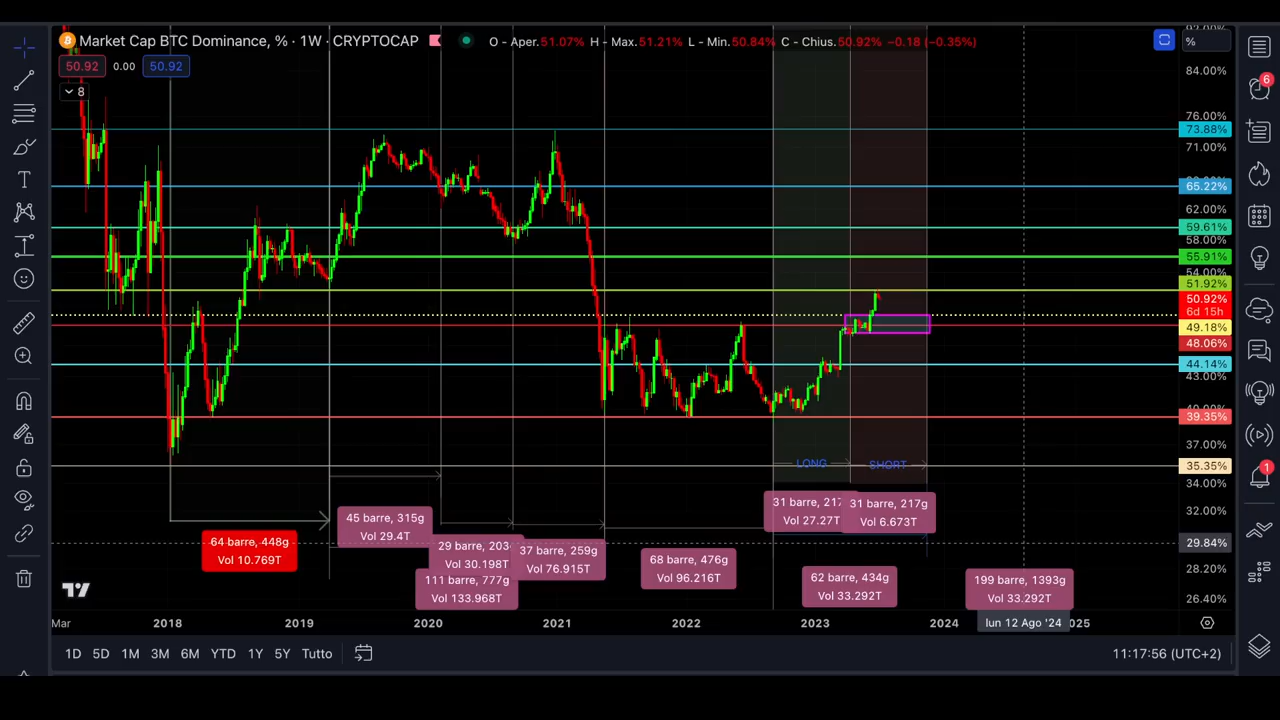 Market Cap BTC Dominance, % · 1W · CRYPTOCAP O - Aper.51.07% H - Max.51.21% L - Min.50.84% C - Chius.50.92% −0.18 (−0.35%)
50.92 0.00 50.92
8
%
84.00%
76.00%
73.88%
71.00%
65.22%
62.00%
59.61%
58.00%
55.91%
54.00%
51.92%
50.92%
6d 15h
49.18%
48.06%
44.14%
43.00%
39.35%
37.00%
35.35%
34.00%
32.00%
29.84%
28.20%
26.40%
6
1
LONG
SHORT
64 barre, 448g
Vol 10.769T
45 barre, 315g
Vol 29.4T
29 barre, 203
Vol 30.198T
111 barre, 777g
Vol 133.968T
37 barre, 259g
Vol 76.915T
68 barre, 476g
Vol 96.216T
31 barre, 217
Vol 27.27T
31 barre, 217g
Vol 6.673T
62 barre, 434g
Vol 33.292T
199 barre, 1393g
Vol 33.292T
Mar 2018 2019 2020 2021 2022 2023 2024 lun 12 Ago '24 025
1D 5D 1M 3M 6M YTD 1Y 5Y Tutto
11:17:56 (UTC+2)